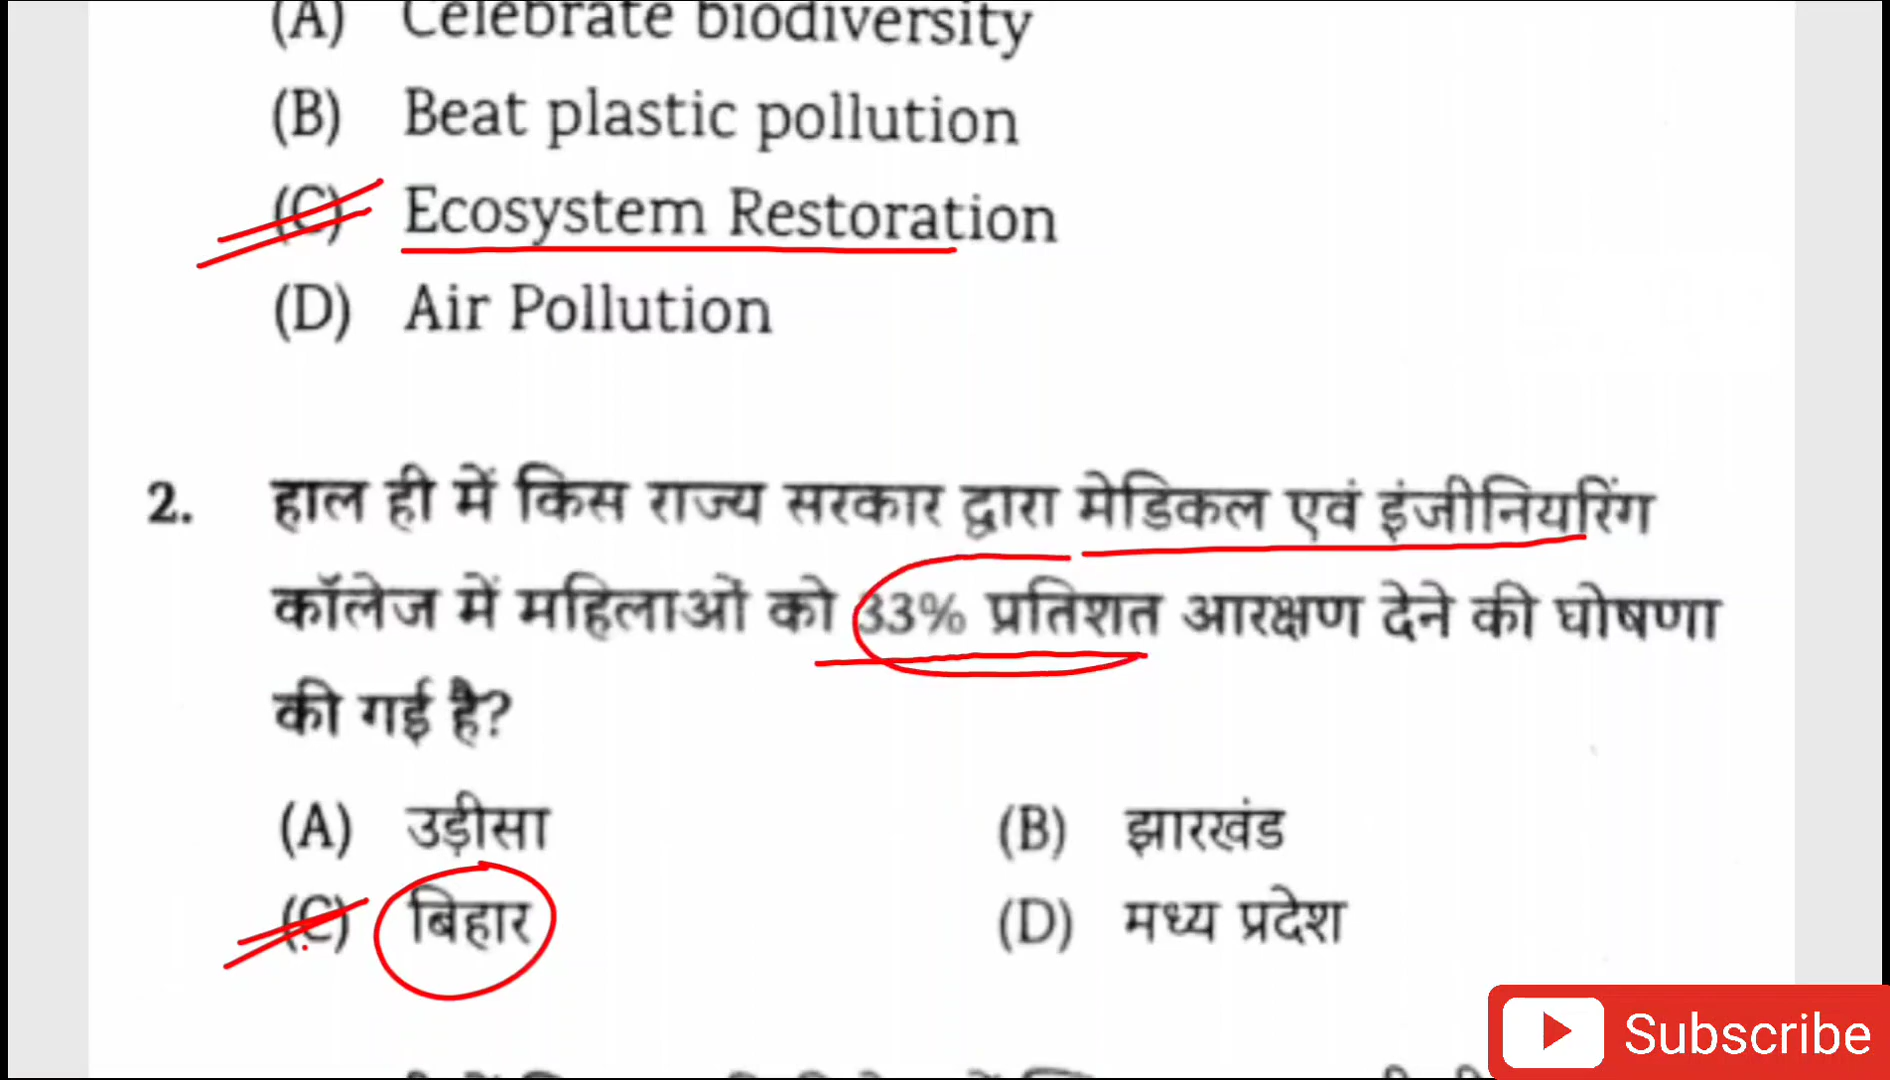 (A) Celebrate biodiversity
(B) Beat plastic pollution
(C) Ecosystem Restoration
(D) Air Pollution
2. हाल ही में किस राज्य सरकार द्वारा मेडिकल एवं इंजीनियरिंग
कॉलेज में महिलाओं को 33% प्रतिशत आरक्षण देने की घोषणा
की गई है?
(A) उड़ीसा (B) झारखंड
(C) बिहार (D) मध्य प्रदेश
Subscribe